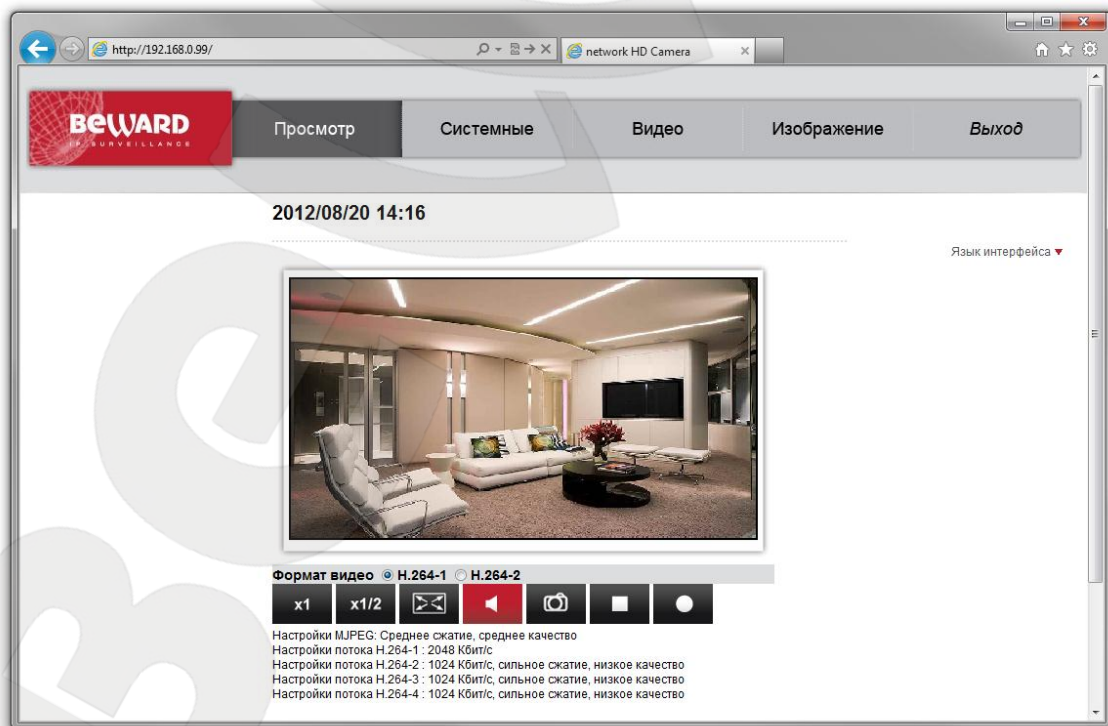 http://192.168.0.99/
network HD Camera
BEWARD
IP SURVEILLANCE
Просмотр
Системные
Видео
Изображение
Выход
2012/08/20 14:16
Язык интерфейса
Формат видео H.264-1 H.264-2
x1 x1/2
Настройки MJPEG: Среднее сжатие, среднее качество
Настройки потока H.264-1 : 2048 Кбит/с
Настройки потока H.264-2 : 1024 Кбит/с, сильное сжатие, низкое качество
Настройки потока H.264-3 : 1024 Кбит/с, сильное сжатие, низкое качество
Настройки потока H.264-4 : 1024 Кбит/с, сильное сжатие, низкое качество